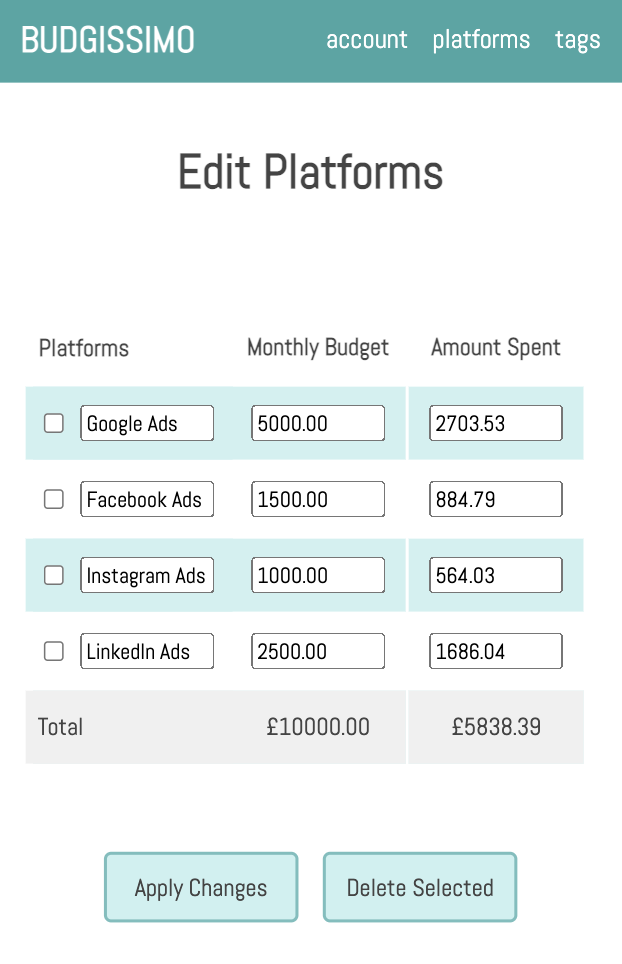 BUDGISSIMO account platforms tags
Edit Platforms
Platforms Monthly Budget Amount Spent
Google Ads 5000.00 2703.53
Facebook Ads 1500.00 884.79
Instagram Ads 1000.00 564.03
LinkedIn Ads 2500.00 1686.04
Total £10000.00 £5838.39
Apply Changes Delete Selected